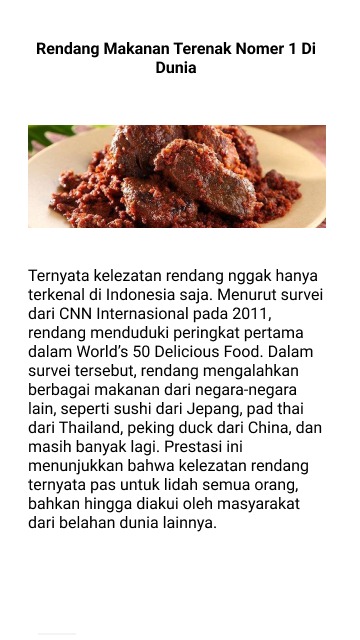 Rendang Makanan Terenak Nomer 1 Di
Dunia
Ternyata kelezatan rendang nggak hanya
terkenal di Indonesia saja. Menurut survei
dari CNN Internasional pada 2011,
rendang menduduki peringkat pertama
dalam World’s 50 Delicious Food. Dalam
survei tersebut, rendang mengalahkan
berbagai makanan dari negara-negara
lain, seperti sushi dari Jepang, pad thai
dari Thailand, peking duck dari China, dan
masih banyak lagi. Prestasi ini
menunjukkan bahwa kelezatan rendang
ternyata pas untuk lidah semua orang,
bahkan hingga diakui oleh masyarakat
dari belahan dunia lainnya.